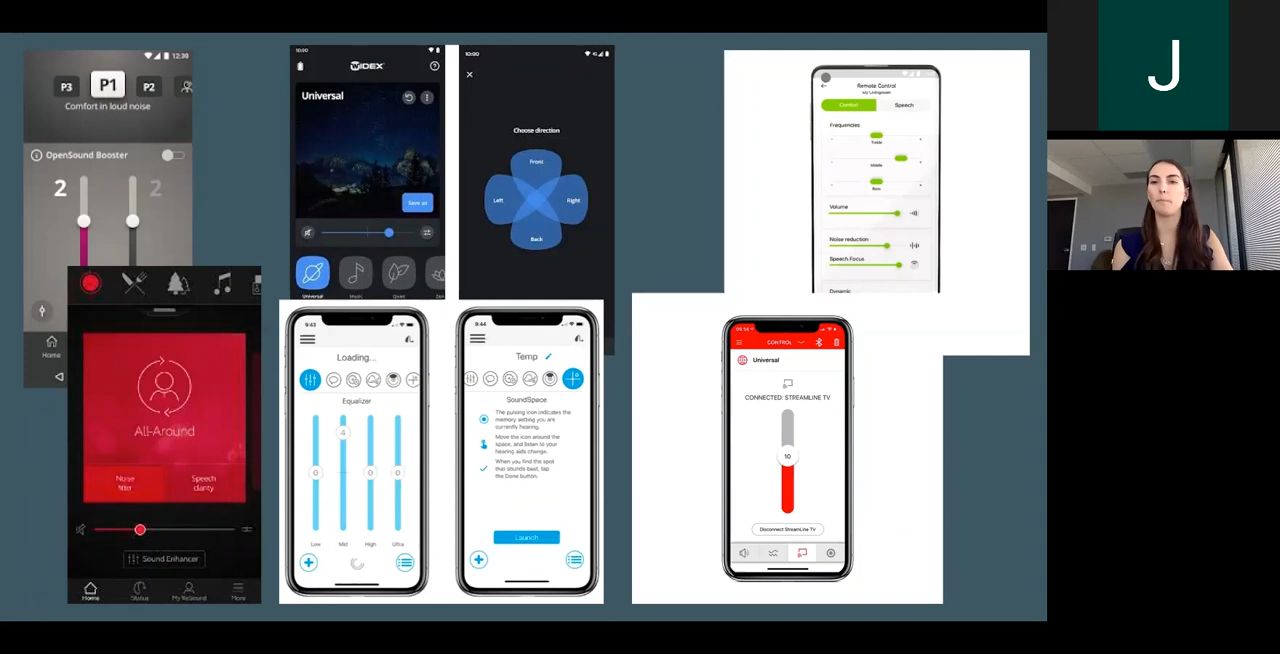 12:30
P3
P1
P2
Comfort in loud noise
OpenSound Booster
2
2
Home
All-Around
Noise
filter
Speech
clarity
Sound Enhancer
Home
Status
My ReSound
More
10:00
WIDEX
Universal
Save as
Universal
Music
Quiet
10:00
Choose direction
Front
Left
Right
Back
9:43
Loading...
Equalizer
0
4
0
0
Low
Mid
High
Ultra
9:44
Temp
SoundSpace
The pulsing icon indicates the
memory setting you are
currently hearing.
Move the icon around the
space, and listen to your
hearing aids change.
When you find the spot
that sounds best, tap
the Done button.
Launch
Remote Control
Control
Speech
Frequencies
Treble
Middle
Bass
Volume
Noise reduction
Speech Focus
Dynamic
CONTROL
Universal
CONNECTED: STREAMLINE TV
10
Disconnect StreamLine TV
J